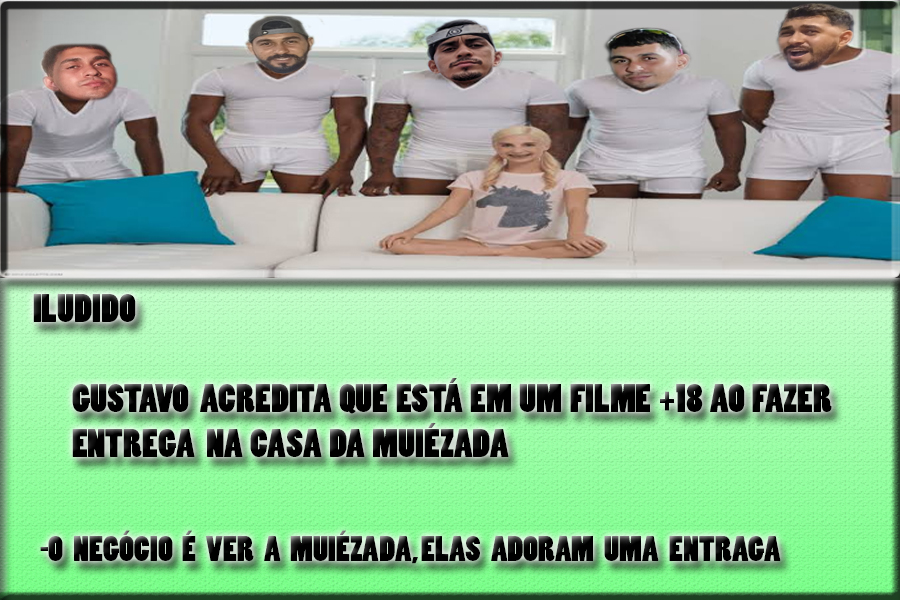 ILUDIDO
GUSTAVO ACREDITA QUE ESTÁ EM UM FILME +18 AO FAZER
ENTREGA NA CASA DA MUIÉZADA
-O NEGÓCIO É VER A MUIÉZADA, ELAS ADORAM UMA ENTRAGA